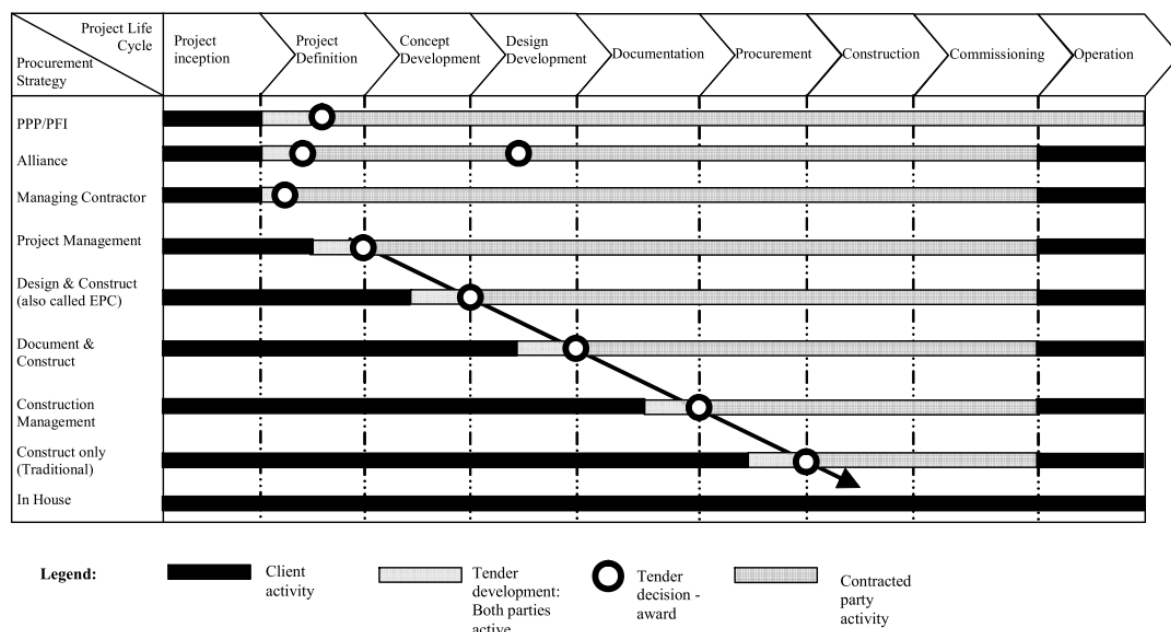 Project Life
Cycle
Procurement
Strategy
Project
inception
Project
Definition
Concept
Development
Design
Development
Documentation
Procurement
Construction
Commissioning
Operation
PPP/PFI
Alliance
Managing Contractor
Project Management
Design & Construct
(also called EPC)
Document &
Construct
Construction
Management
Construct only
(Traditional)
In House
Legend:
Client
activity
Tender
development:
Both parties
active
Tender
decision -
award
Contracted
party
activity